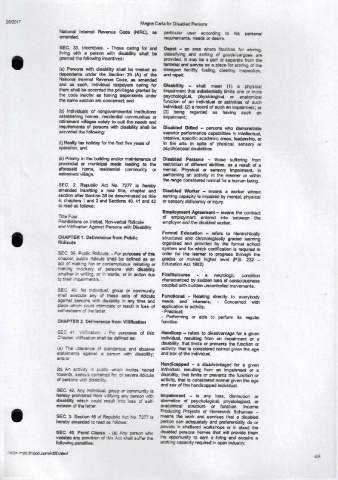 2/2/2017
Magna Carta for Disabled Persons
National Internal Revenue Code (NIRC), as
amended.
SEC. 33. Incentives. - Those caring for and
living with a person with disability shall be
granted the following incentives:
(a) Persons with disability shall be treated as
dependents under the Section 35 (A) of the
National Internal Revenue Code, as amended
and as such, individual taxpayers caring for
them shall be accorded the privileges granted by
the code insofar as having dependents under
the same section are concerned; and
(b) Individuals or nongovernmental institutions
establishing homes, residential communities or
retirement villages solely to suit the needs and
requirements of persons with disability shall be
accorded the following:
(i) Realty tax holiday for the first five years of
operation; and
(ii) Priority in the building and/or maintenance of
provincial or municipal roads leading to the
aforesaid home, residential community or
retirement village.
SEC. 2. Republic Act No. 7277 is hereby
amended inserting a new title, chapter and
section after Section 38 to be denominated as title
4, chapters 1 and 2 and Sections 39, 40, 41 and 42
to read as follows:
Title Four
Prohibitions on Verbal, Non-verbal Ridicule
and Vilification Against Persons with Disability
CHAPTER 1. Deliverance from Public
Ridicule
SEC. 39. Public Ridicule. - For purposes of this
chapter, public ridicule shall be defined as an
act of making fun or contemptuous imitating or
making mockery of persons with disability
whether in writing, or in words, or in action due
to their impairment/s.
SEC. 40. No individual, group or community
shall execute any of these acts of ridicule
against persons with disability in any time and
place which could intimidate or result in loss of
self-esteem of the latter.
CHAPTER 2. Deliverance from Vilification
SEC. 41. Vilification. - For purposes of this
Chapter, vilification shall be defined as:
(a) The utterance of slanderous and abusive
statements against a person with disability;
and/or
(b) An activity in public which incites hatred
towards, serious contempt for, or severe ridicule
of persons with disability.
SEC. 42. Any individual, group or community is
hereby prohibited from vilifying any person with
disability which could result into loss of self-
esteem of the latter.
SEC. 3. Section 46 of Republic Act No. 7277 is
hereby amended to read as follows:
SEC. 46. Penal Clause. - (a) Any person who
violates any provision of this Act shall suffer the
following penalties:
particular user according to his personal
requirements, needs or desire.
Depot - an area where facilities for storing,
classifying and sorting of goods/cargoes are
provided. It may be a part or separate from the
terminal and serves as a place for storing of the
transport facility, fueling, cleaning, inspection,
and repair.
Disability - shall mean (1) a physical
impairment that substantially limits one or more
psychological, physiological or anatomical
function of an individual or activities of such
individual; (2) a record of such an impairment; or
(3) being regarded as having such an
impairment;
Disabled Gifted - persons who demonstrate
superior performance capabilities in intellectual,
creative, specific academic areas, leadership, or
in the arts in spite of physical, sensory or
psychosocial disabilities.
Disabled Persons - those suffering from
restriction of different abilities, as a result of a
mental, physical or sensory impairment, in
performing an activity in the manner or within
the range considered normal for a human being.
Disabled Worker - means a worker whose
earning capacity is impaired by mental, physical
or sensory deficiency or injury.
Employment Agreement - means the contract
of employment entered into between the
employer and the disabled worker.
Formal Education - refers to hierarchically
structured and chronologically graded learning
organized and provided by the formal school
system and for which certification is required in
order for the learner to progress through the
grades or moved higher level (P.B. 232 -
Education Act 1982).
Fits/Seizures - a neurologic condition
characterized by sudden loss of consciousness
coupled with sudden uncontrolled movements.
Functional - Relating directly to everybody
needs and interests, - Concerned with
application in activity;
- Practical;
- Performing or able to perform its regular
function
Handicap - refers to disadvantage for a given
individual, resulting from an impairment or a
disability, that limits or prevents the function or
activity, that is considered normal given the age
and sex of the individual.
Handicapped - a disadvantage for a given
individual, resulting from an impairment or a
disability, that limits or prevents the function or
activity, that is considered normal given the age
and sex of the handicapped individual.
Impairment - is any loss, diminution or
aberration of psychological, physiological, or
anatomical structure or function. Income
Producing Projects or Homework Schemes -
means the work and services that a disabled
person can adequately and preferentially do or
provide in sheltered workshops or in about the
disabled persons homes that will provide them
the opportunity to earn a living and acquire a
working capacity required in open industry.